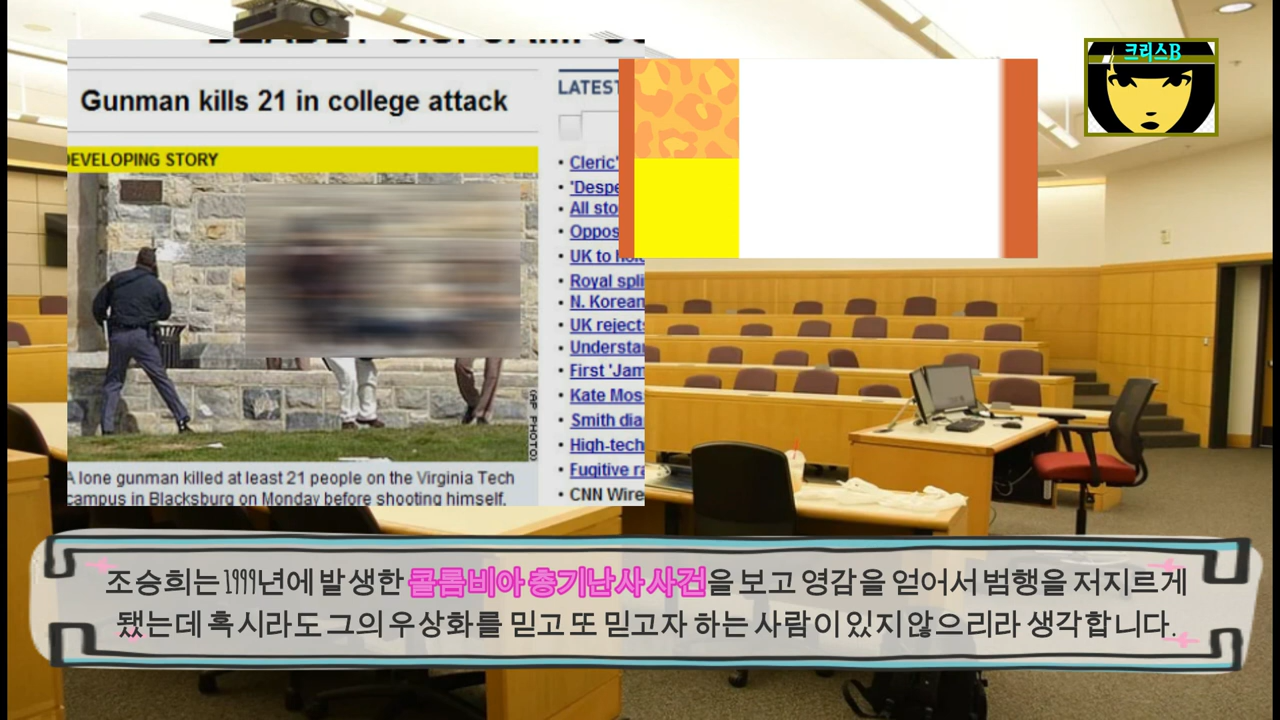 크리스B
Gunman kills 21 in college attack
LATEST
DEVELOPING STORY
Cleric'
'Despe
All sto
Oppos
UK to
Royal spli
N. Korean
UK rejects
Understa
First 'Jam
Kate Mos
Smith dia
High-tech
Fugitive ra
CNN Wire
(AP PHOTO)
A lone gunman killed at least 21 people on the Virginia Tech
campus in Blacksburg on Monday before shooting himself,
조승희는 1999년에 발생한 콜롬비아 총기난사 사건을 보고 영감을 얻어서 범행을 저지르게
됐는데 혹시라도 그의 우상화를 믿고 또 믿고자 하는 사람이 있지 않으리라 생각합니다.